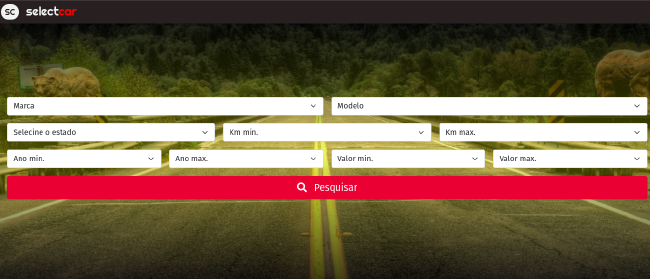 SC selectcar
Marca Modelo
Selecine o estado Km min. Km max.
Ano min. Ano max. Valor min. Valor max.
Pesquisar